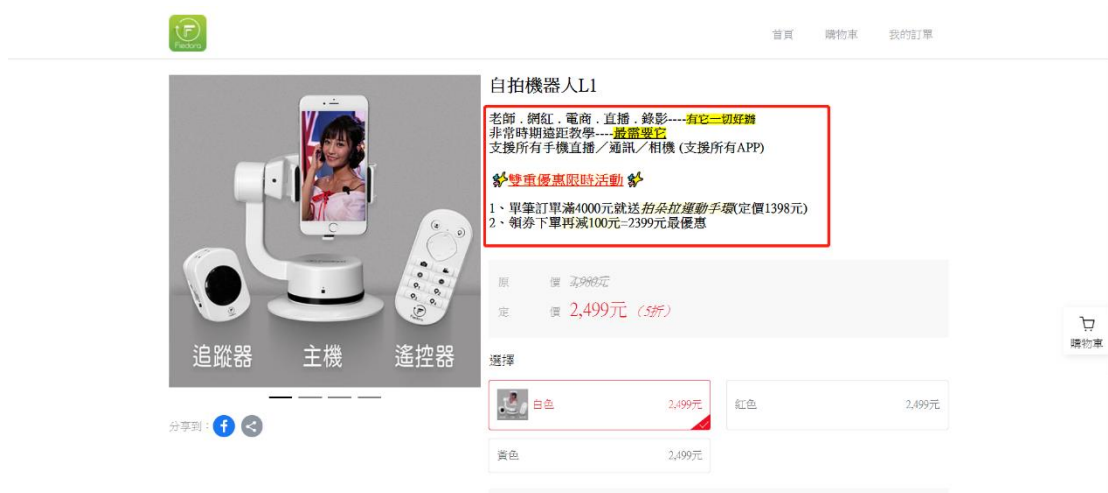 Fiedora
首頁 購物車 我的訂單
自拍機器人L1
老師．網紅．電商．直播．錄影----有它一切好辦
非常時期遠距教學----最需要它
支援所有手機直播／通訊／相機 (支援所有APP)
雙重優惠限時活動
1、單筆訂單滿4000元就送拍朵拉運動手環(定價1398元)
2、領券下單再減100元=2399元最優惠
原 價
定 價 2,499元 (5折)
追蹤器 主機 遙控器
選擇
白色 2,499元 紅色 2,499元
黃色 2,499元
分享到：
購物車